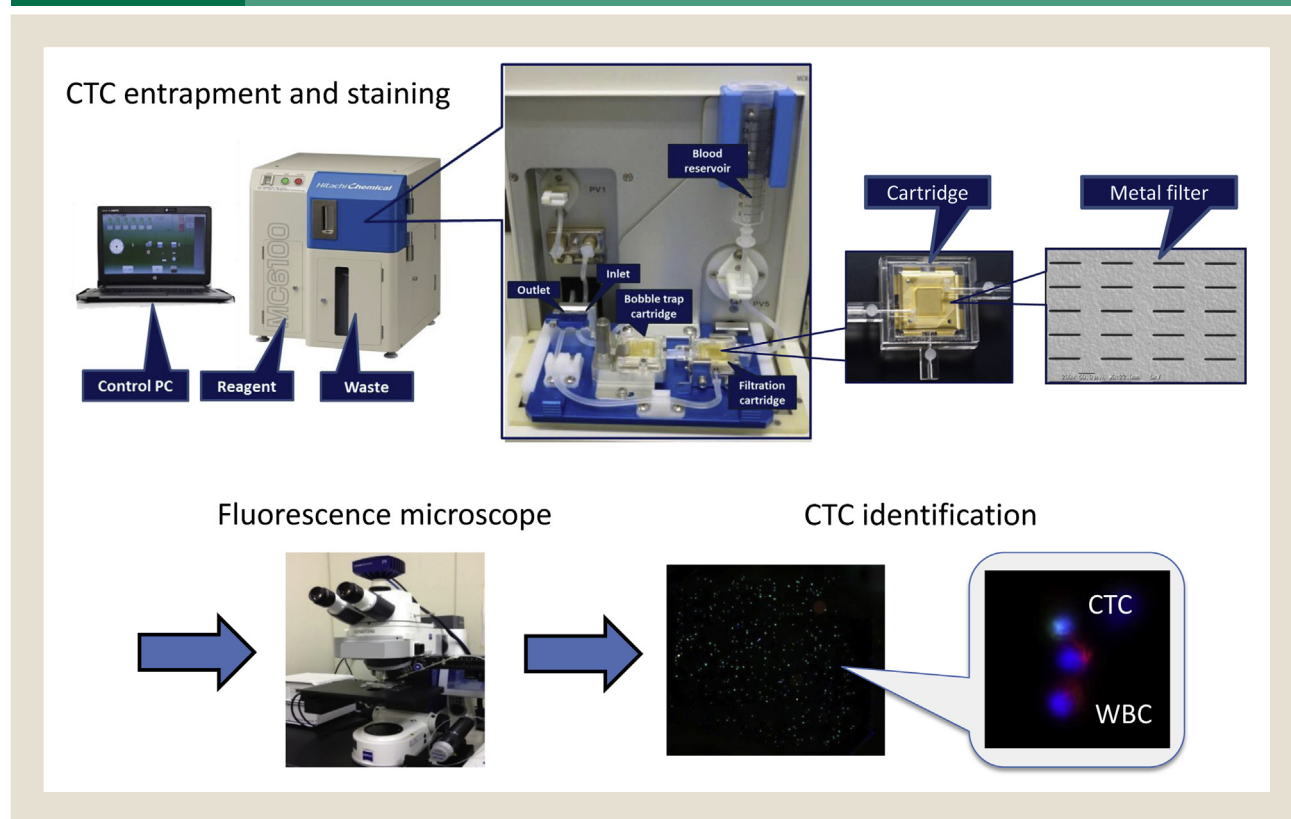 CTC entrapment and staining
Hitachi Chemical
MC6100
Control PC
Reagent
Waste
Blood
reservoir
PV1
Inlet
Outlet
Bobble trap
cartridge
PV5
Filtration
cartridge
Cartridge
Metal filter
Fluorescence microscope
CTC identification
CTC
WBC